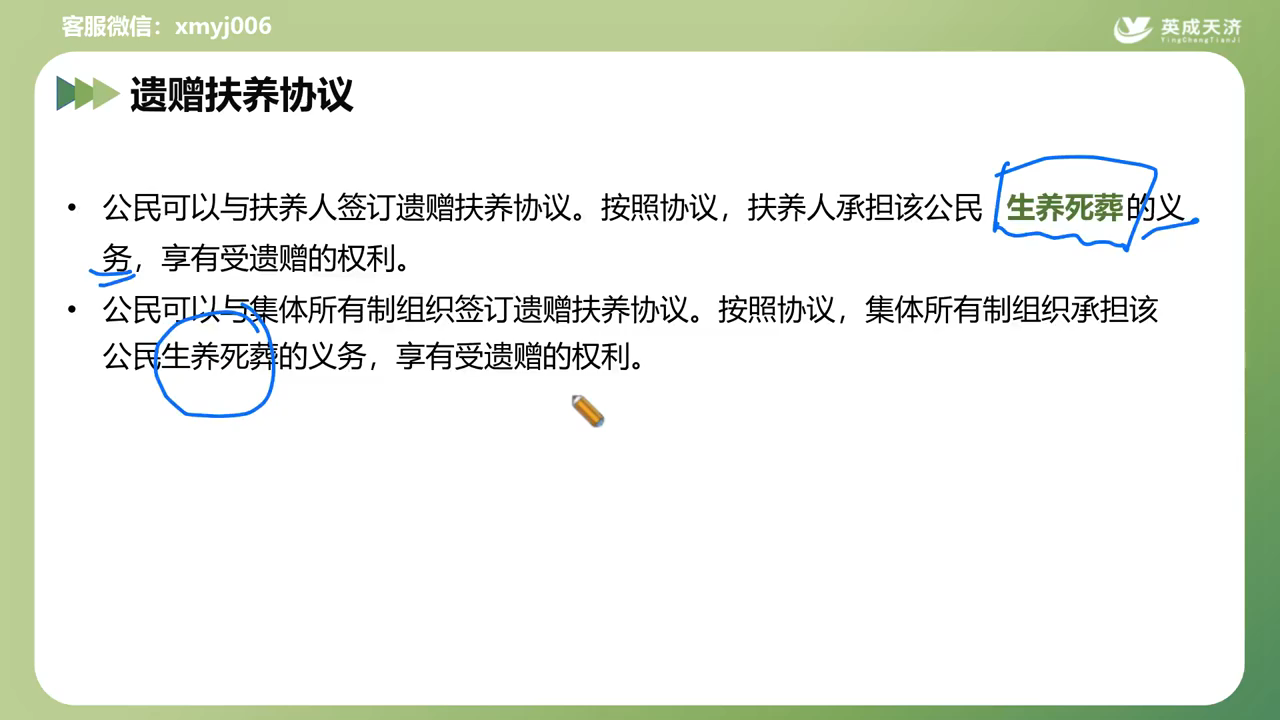 客服微信：xmyj006
英成天济
YingChengTianJi
遗赠扶养协议
• 公民可以与扶养人签订遗赠扶养协议。按照协议，扶养人承担该公民 生养死葬的义
务，享有受遗赠的权利。
• 公民可以与集体所有制组织签订遗赠扶养协议。按照协议，集体所有制组织承担该
公民生养死葬的义务，享有受遗赠的权利。